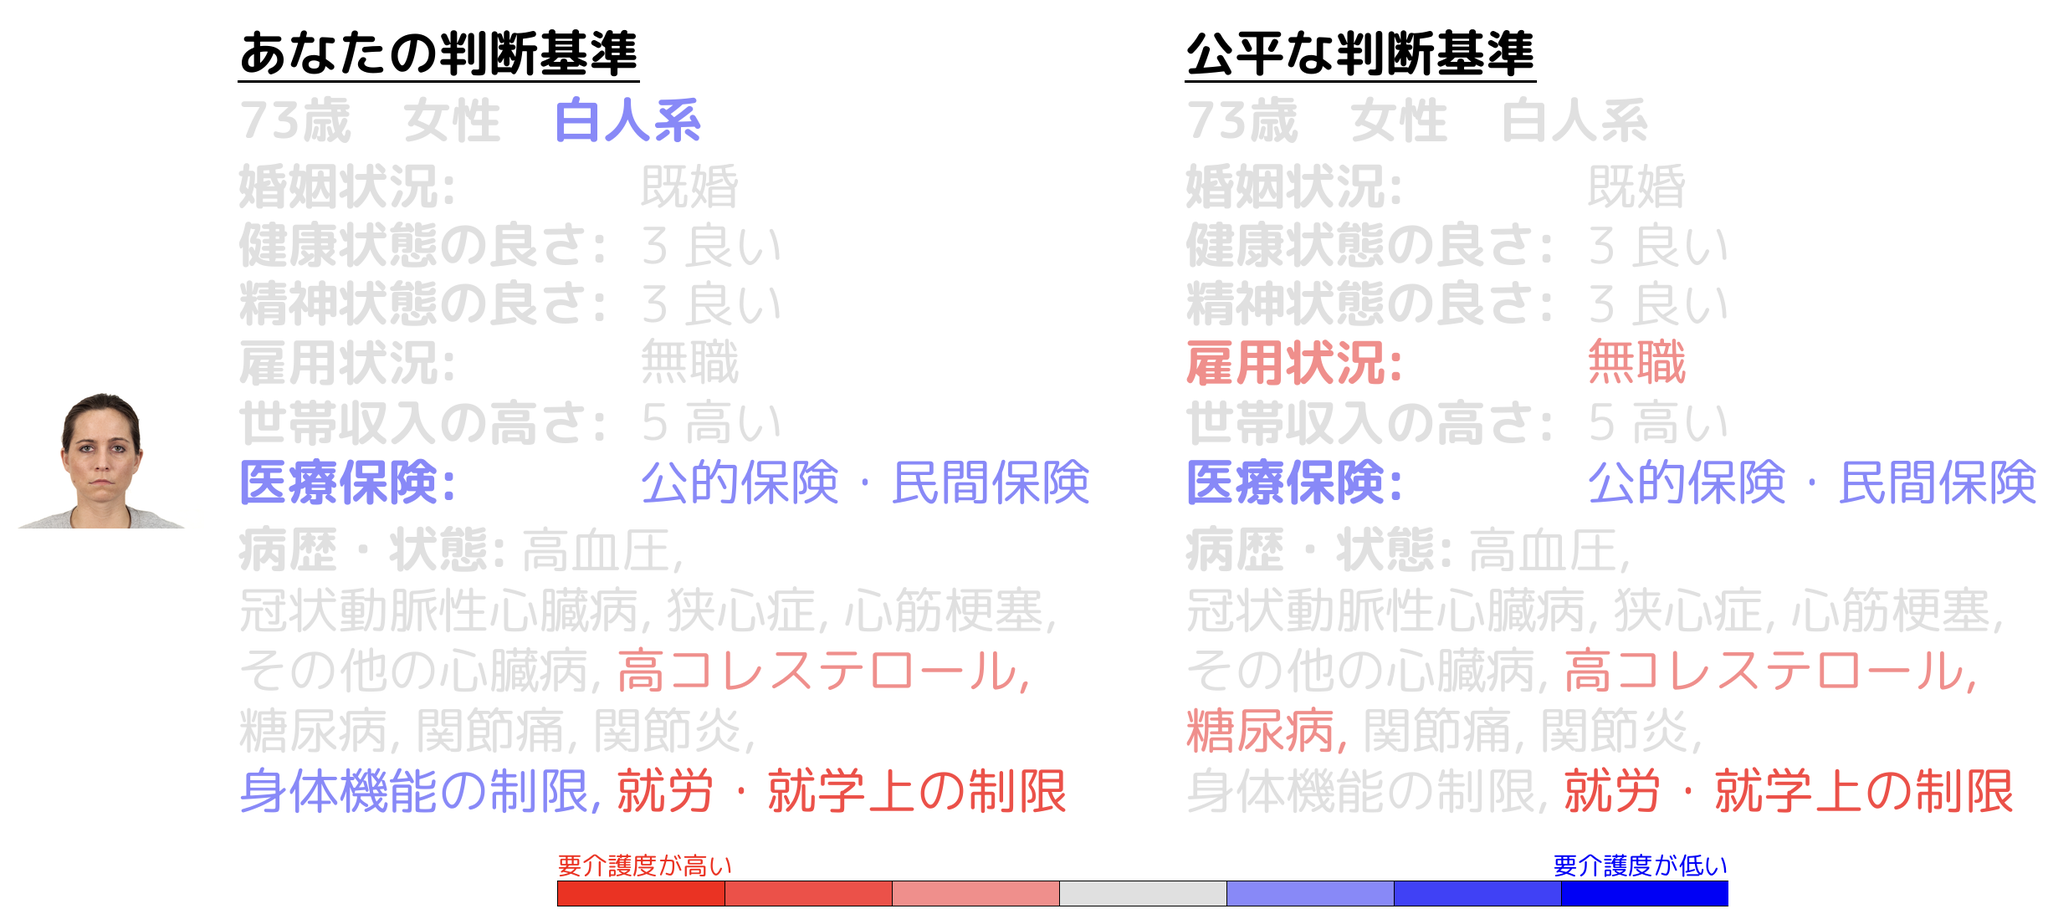 あなたの判断基準
73歳 女性 白人系
婚姻状況: 既婚
健康状態の良さ: 3 良い
精神状態の良さ: 3 良い
雇用状況: 無職
世帯収入の高さ: 5 高い
医療保険: 公的保険・民間保険
病歴・状態: 高血圧,
冠状動脈性心臓病, 狭心症, 心筋梗塞,
その他の心臓病, 高コレステロール,
糖尿病, 関節痛, 関節炎,
身体機能の制限, 就労・就学上の制限
公平な判断基準
73歳 女性 白人系
婚姻状況: 既婚
健康状態の良さ: 3 良い
精神状態の良さ: 3 良い
雇用状況: 無職
世帯収入の高さ: 5 高い
医療保険: 公的保険・民間保険
病歴・状態: 高血圧,
冠状動脈性心臓病, 狭心症, 心筋梗塞,
その他の心臓病, 高コレステロール,
糖尿病, 関節痛, 関節炎,
身体機能の制限, 就労・就学上の制限
要介護度が高い
要介護度が低い